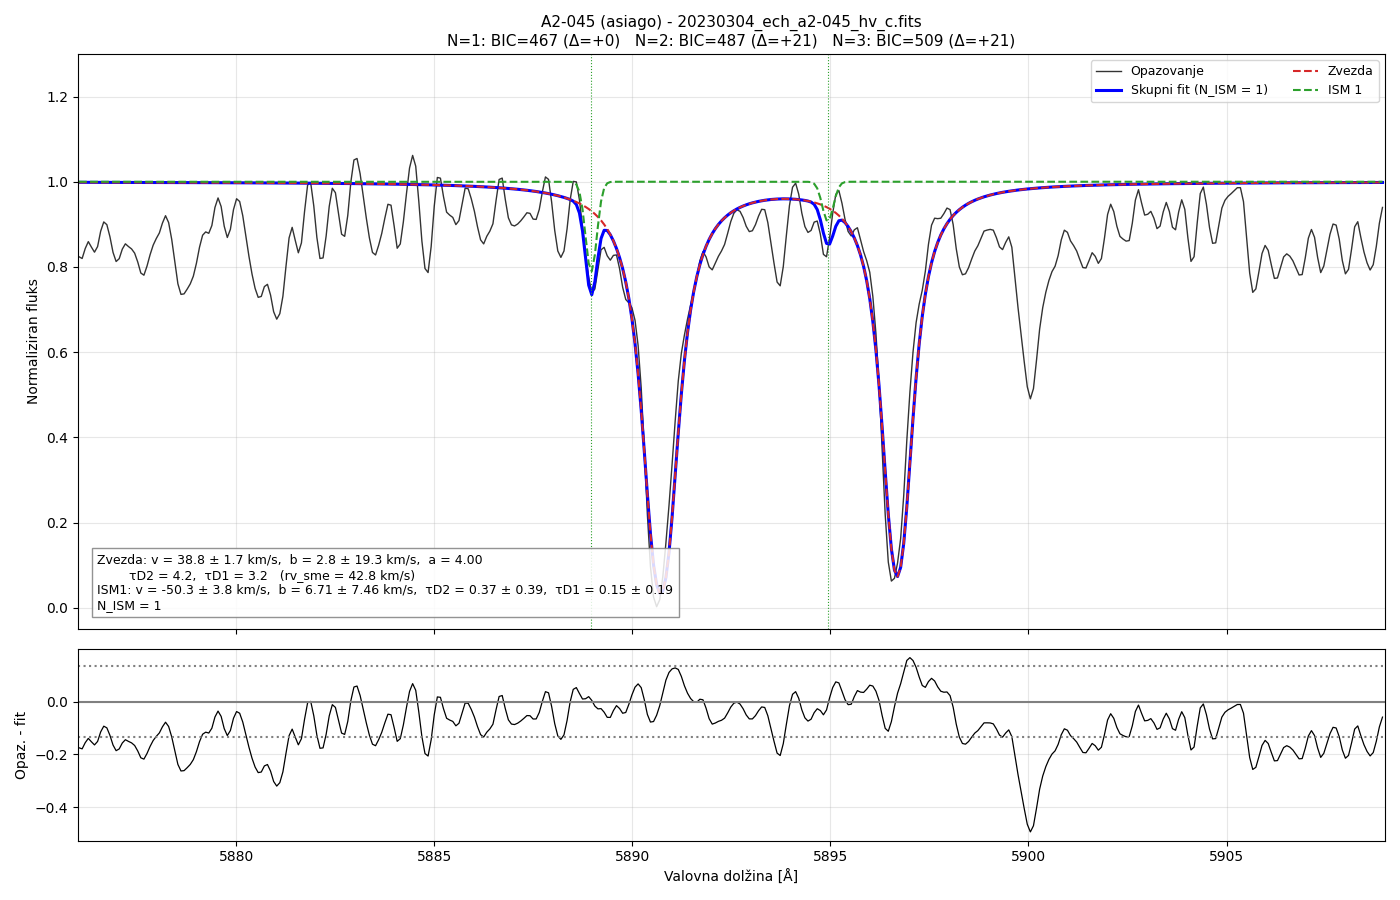 A2-045 (asiago) - 20230304_ech_a2-045_hv_c.fits
N=1: BIC=467 (Δ=+0)   N=2: BIC=487 (Δ=+21)   N=3: BIC=509 (Δ=+21)
Opazovanje
Skupni fit (N_ISM = 1)
Zvezda
ISM 1
Normaliziran fluks
1.2
1.0
0.8
0.6
0.4
0.2
0.0
Zvezda: v = 38.8 ± 1.7 km/s,  b = 2.8 ± 19.3 km/s,  a = 4.00
τD2 = 4.2,  τD1 = 3.2   (rv_sme = 42.8 km/s)
ISM1: v = -50.3 ± 3.8 km/s,  b = 6.71 ± 7.46 km/s,  τD2 = 0.37 ± 0.39,  τD1 = 0.15 ± 0.19
N_ISM = 1
Opaz. - fit
0.0
−0.2
−0.4
5880
5885
5890
5895
5900
5905
Valovna dolžina [Å]